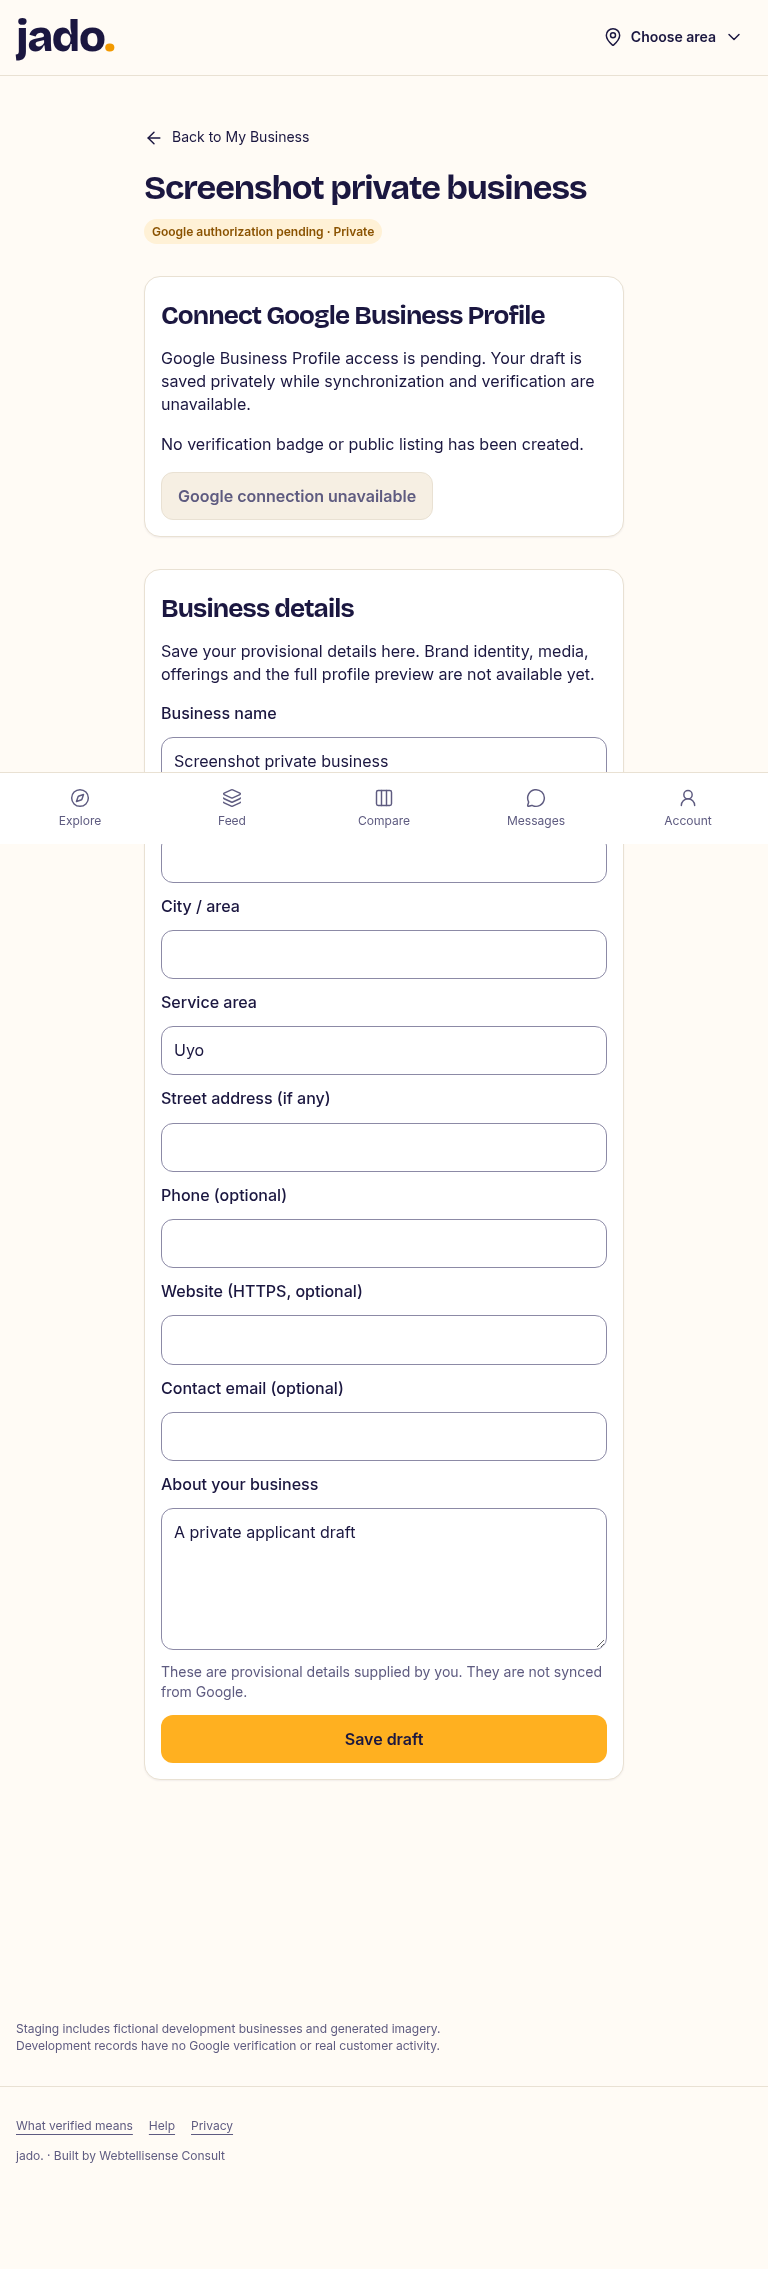 jado.
Choose area
Back to My Business
Screenshot private business
Google authorization pending · Private
Connect Google Business Profile
Google Business Profile access is pending. Your draft is
saved privately while synchronization and verification are
unavailable.
No verification badge or public listing has been created.
Google connection unavailable
Business details
Save your provisional details here. Brand identity, media,
offerings and the full profile preview are not available yet.
Business name
Screenshot private business
Explore
Feed
Compare
Messages
Account
City / area
Service area
Uyo
Street address (if any)
Phone (optional)
Website (HTTPS, optional)
Contact email (optional)
About your business
A private applicant draft
These are provisional details supplied by you. They are not synced
from Google.
Save draft
Staging includes fictional development businesses and generated imagery.
Development records have no Google verification or real customer activity.
What verified means
Help
Privacy
jado. · Built by Webtellisense Consult